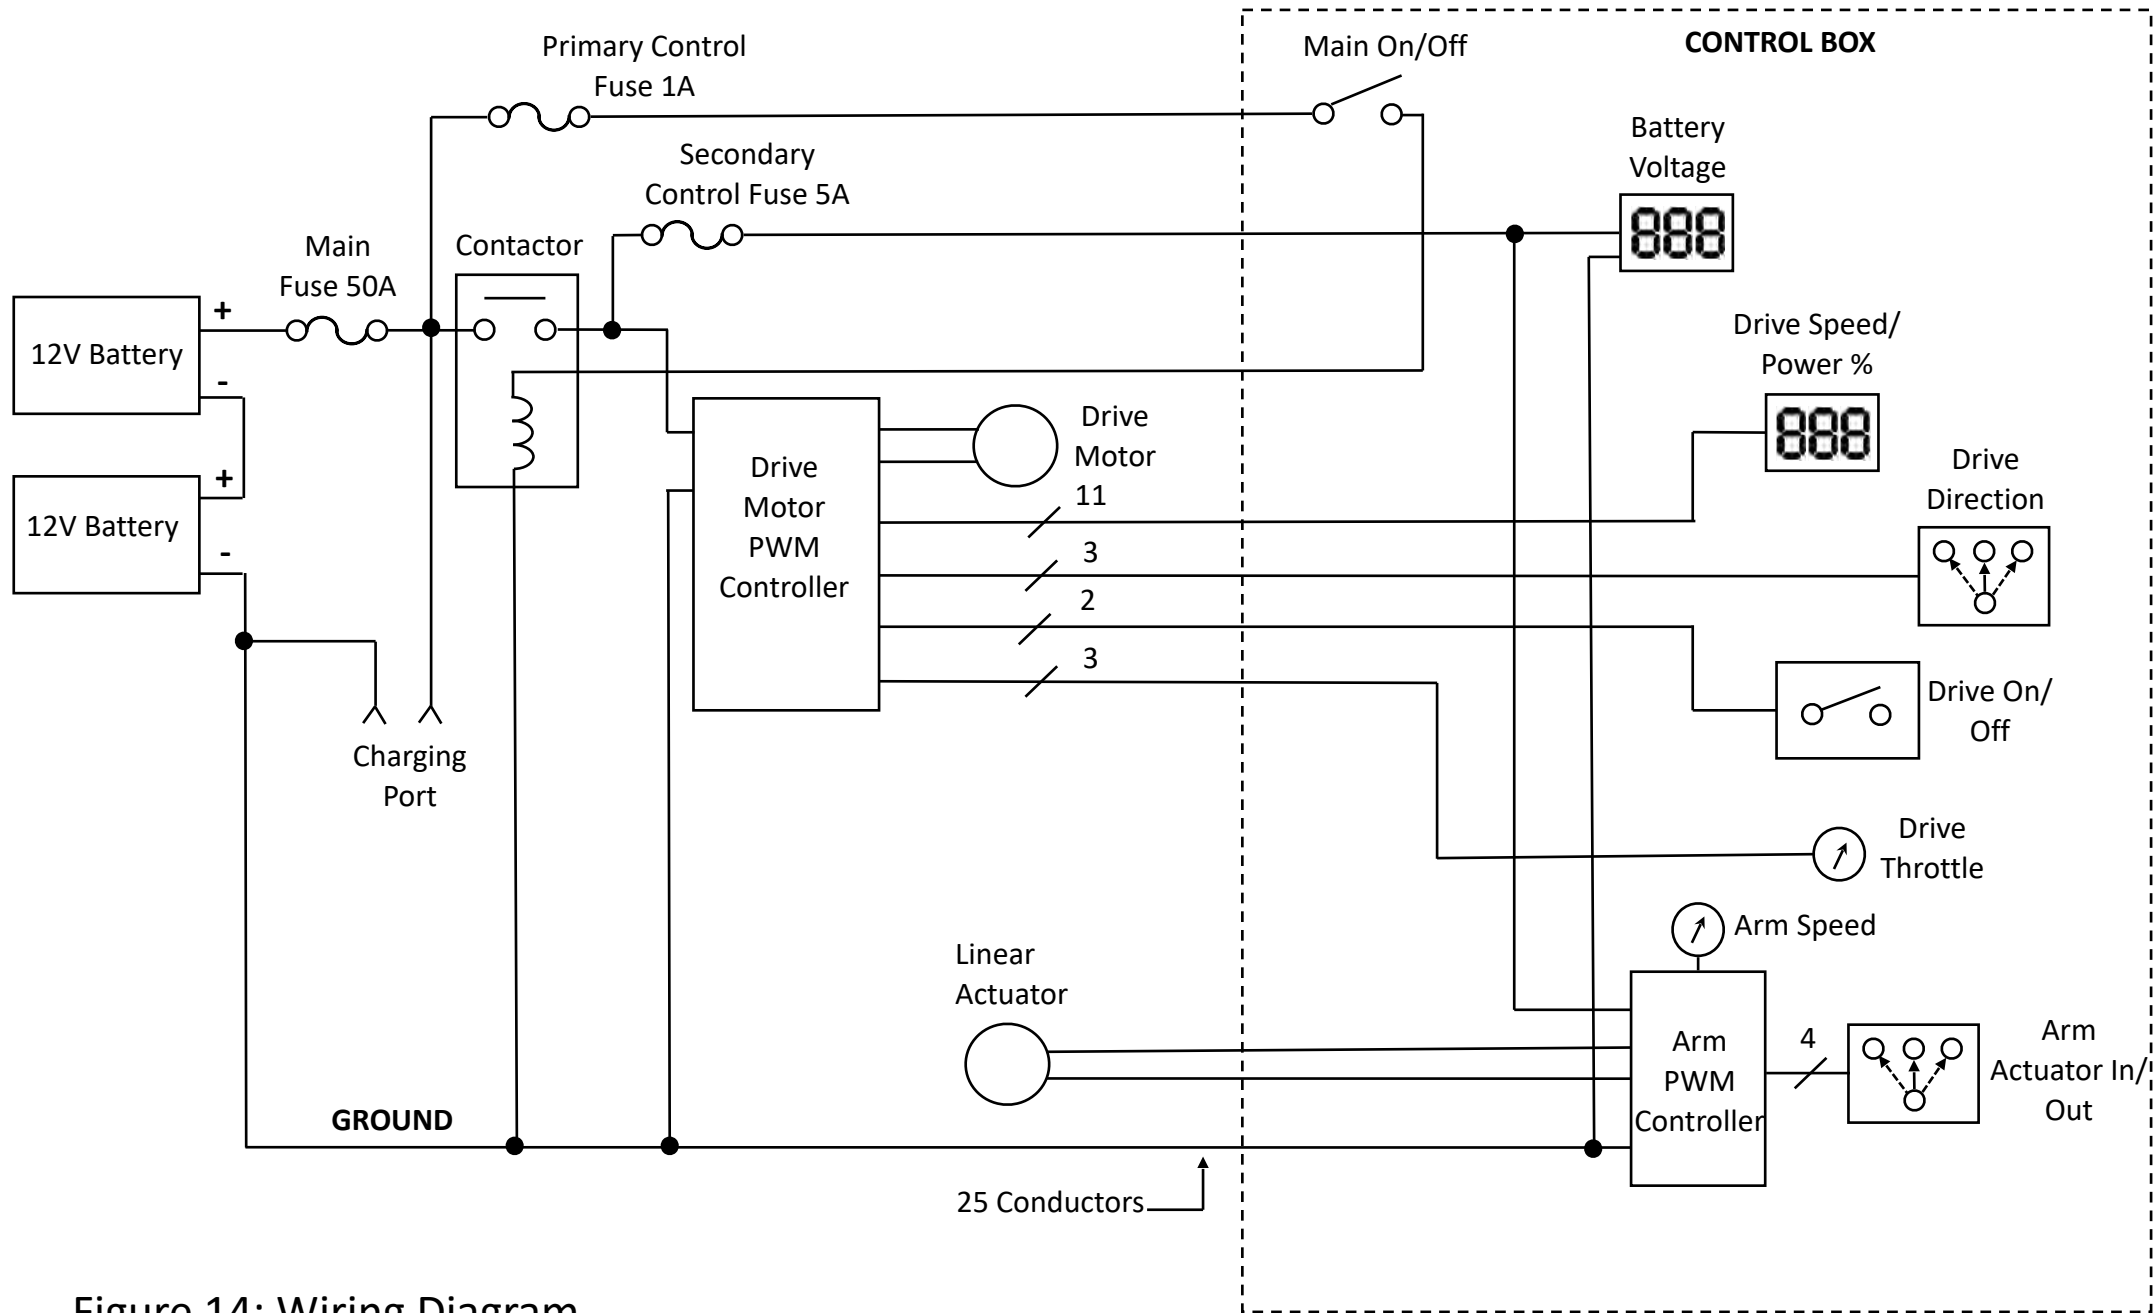 Primary Control
Fuse 1A
Main On/Off
CONTROL BOX
Battery
Voltage
888
Secondary
Control Fuse 5A
Main
Fuse 50A
Contactor
+
12V Battery
-
+
12V Battery
-
Drive Speed/
Power %
888
Drive
Motor
Drive
Motor
PWM
Controller
11
3
2
3
Drive
Direction
Drive On/
Off
Charging
Port
Drive
Throttle
Arm Speed
Linear
Actuator
Arm
PWM
Controller
4
Arm
Actuator In/
Out
GROUND
25 Conductors
Figure 14: Wiring Diagram